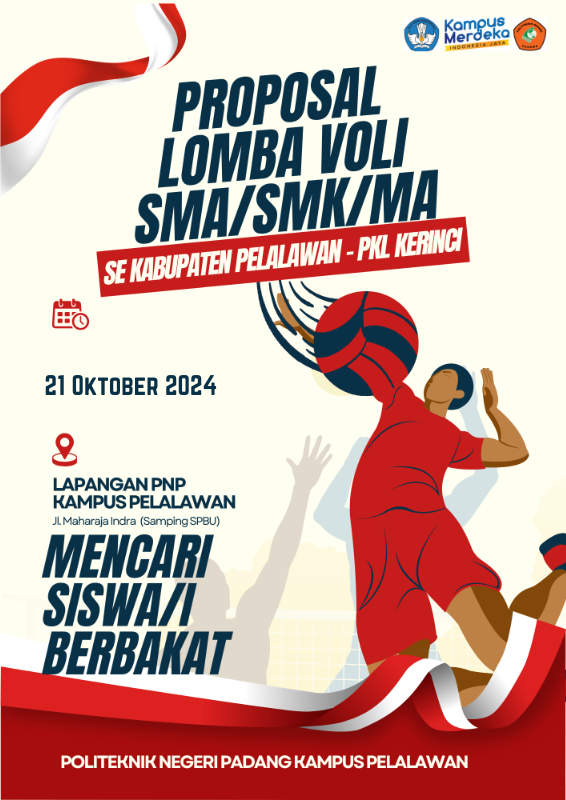 Kampus
Merdeka
INDONESIA JAYA
PROPOSAL
LOMBA VOLI
SMA/SMK/MA
SE KABUPATEN PELALAWAN - PKL KERINCI
21 OKTOBER 2024
LAPANGAN PNP
KAMPUS PELALAWAN
Jl. Maharaja Indra (Samping SPBU)
MENCARI
SISWA/I
BERBAKAT
POLITEKNIK NEGERI PADANG KAMPUS PELALAWAN